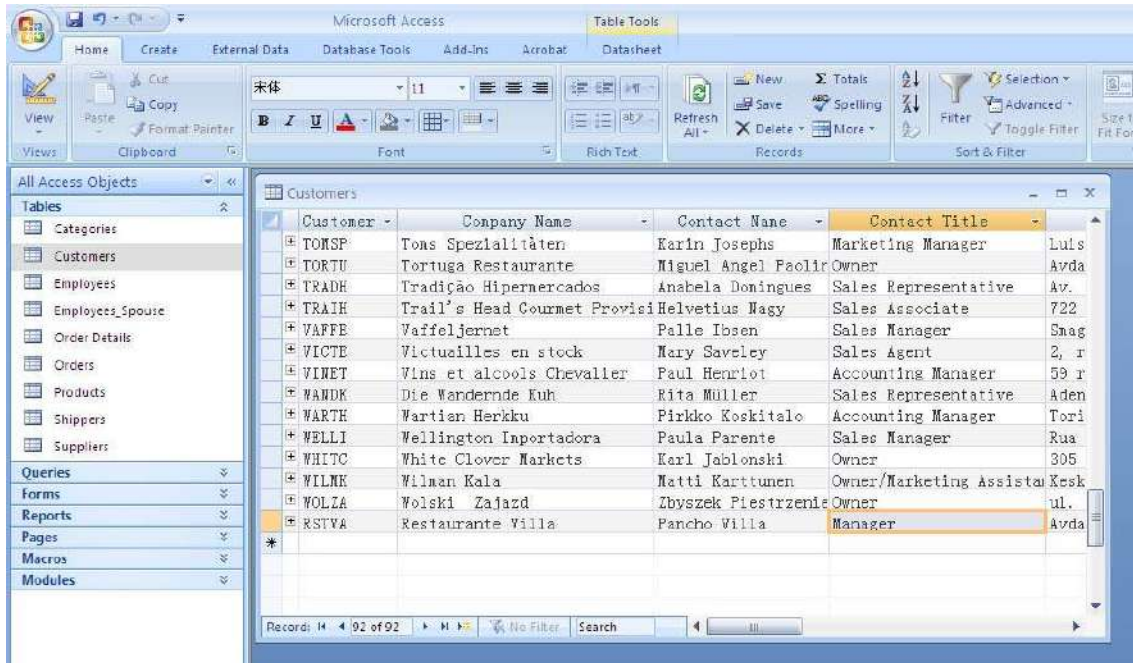 Microsoft Access
Table Tools
Home Create External Data Database Tools Add-Ins Acrobat Datasheet
View
Paste
Cut
Copy
Format Painter
宋体 11
B I U A
Refresh All
New
Save
Delete
Totals
Spelling
More
Filter
Selection
Advanced
Toggle Filter
Views Clipboard Font Rich Text Records Sort & Filter
All Access Objects
Tables
Categories
Customers
Employees
Employees_Spouse
Order Details
Orders
Products
Shippers
Suppliers
Queries
Forms
Reports
Pages
Macros
Modules
Customers
Customer Company Name Contact Name Contact Title
TOMSP Toms Spezialitäten Karin Josephs Marketing Manager Luis
TORTU Tortuga Restaurante Miguel Angel Paolir Owner Avda
TRADH Tradição Hipermercados Anabela Domingues Sales Representative Av.
TRAIH Trail's Head Gourmet Provisi Helvetius Nagy Sales Associate 722
VAFFE Vaffeljernet Palle Ibsen Sales Manager Smag
VICTE Victuailles en stock Mary Saveley Sales Agent 2, r
VINET Vins et alcools Chevalier Paul Henriot Accounting Manager 59 r
WANDK Die Wandernde Kuh Rita Müller Sales Representative Aden
WARTH Wartian Herkku Pirkko Koskitalo Accounting Manager Tori
WELLI Wellington Importadora Paula Parente Sales Manager Rua
WHITC White Clover Markets Karl Jablonski Owner 305
WILMK Wilman Kala Matti Karttunen Owner/Marketing Assistan Kesk
WOLZA Wolski Zajazd Zbyszek Piestrzenie Owner ul.
RSTVA Restaurante Villa Pancho Villa Manager Avda
Record: 92 of 92 No Filter Search